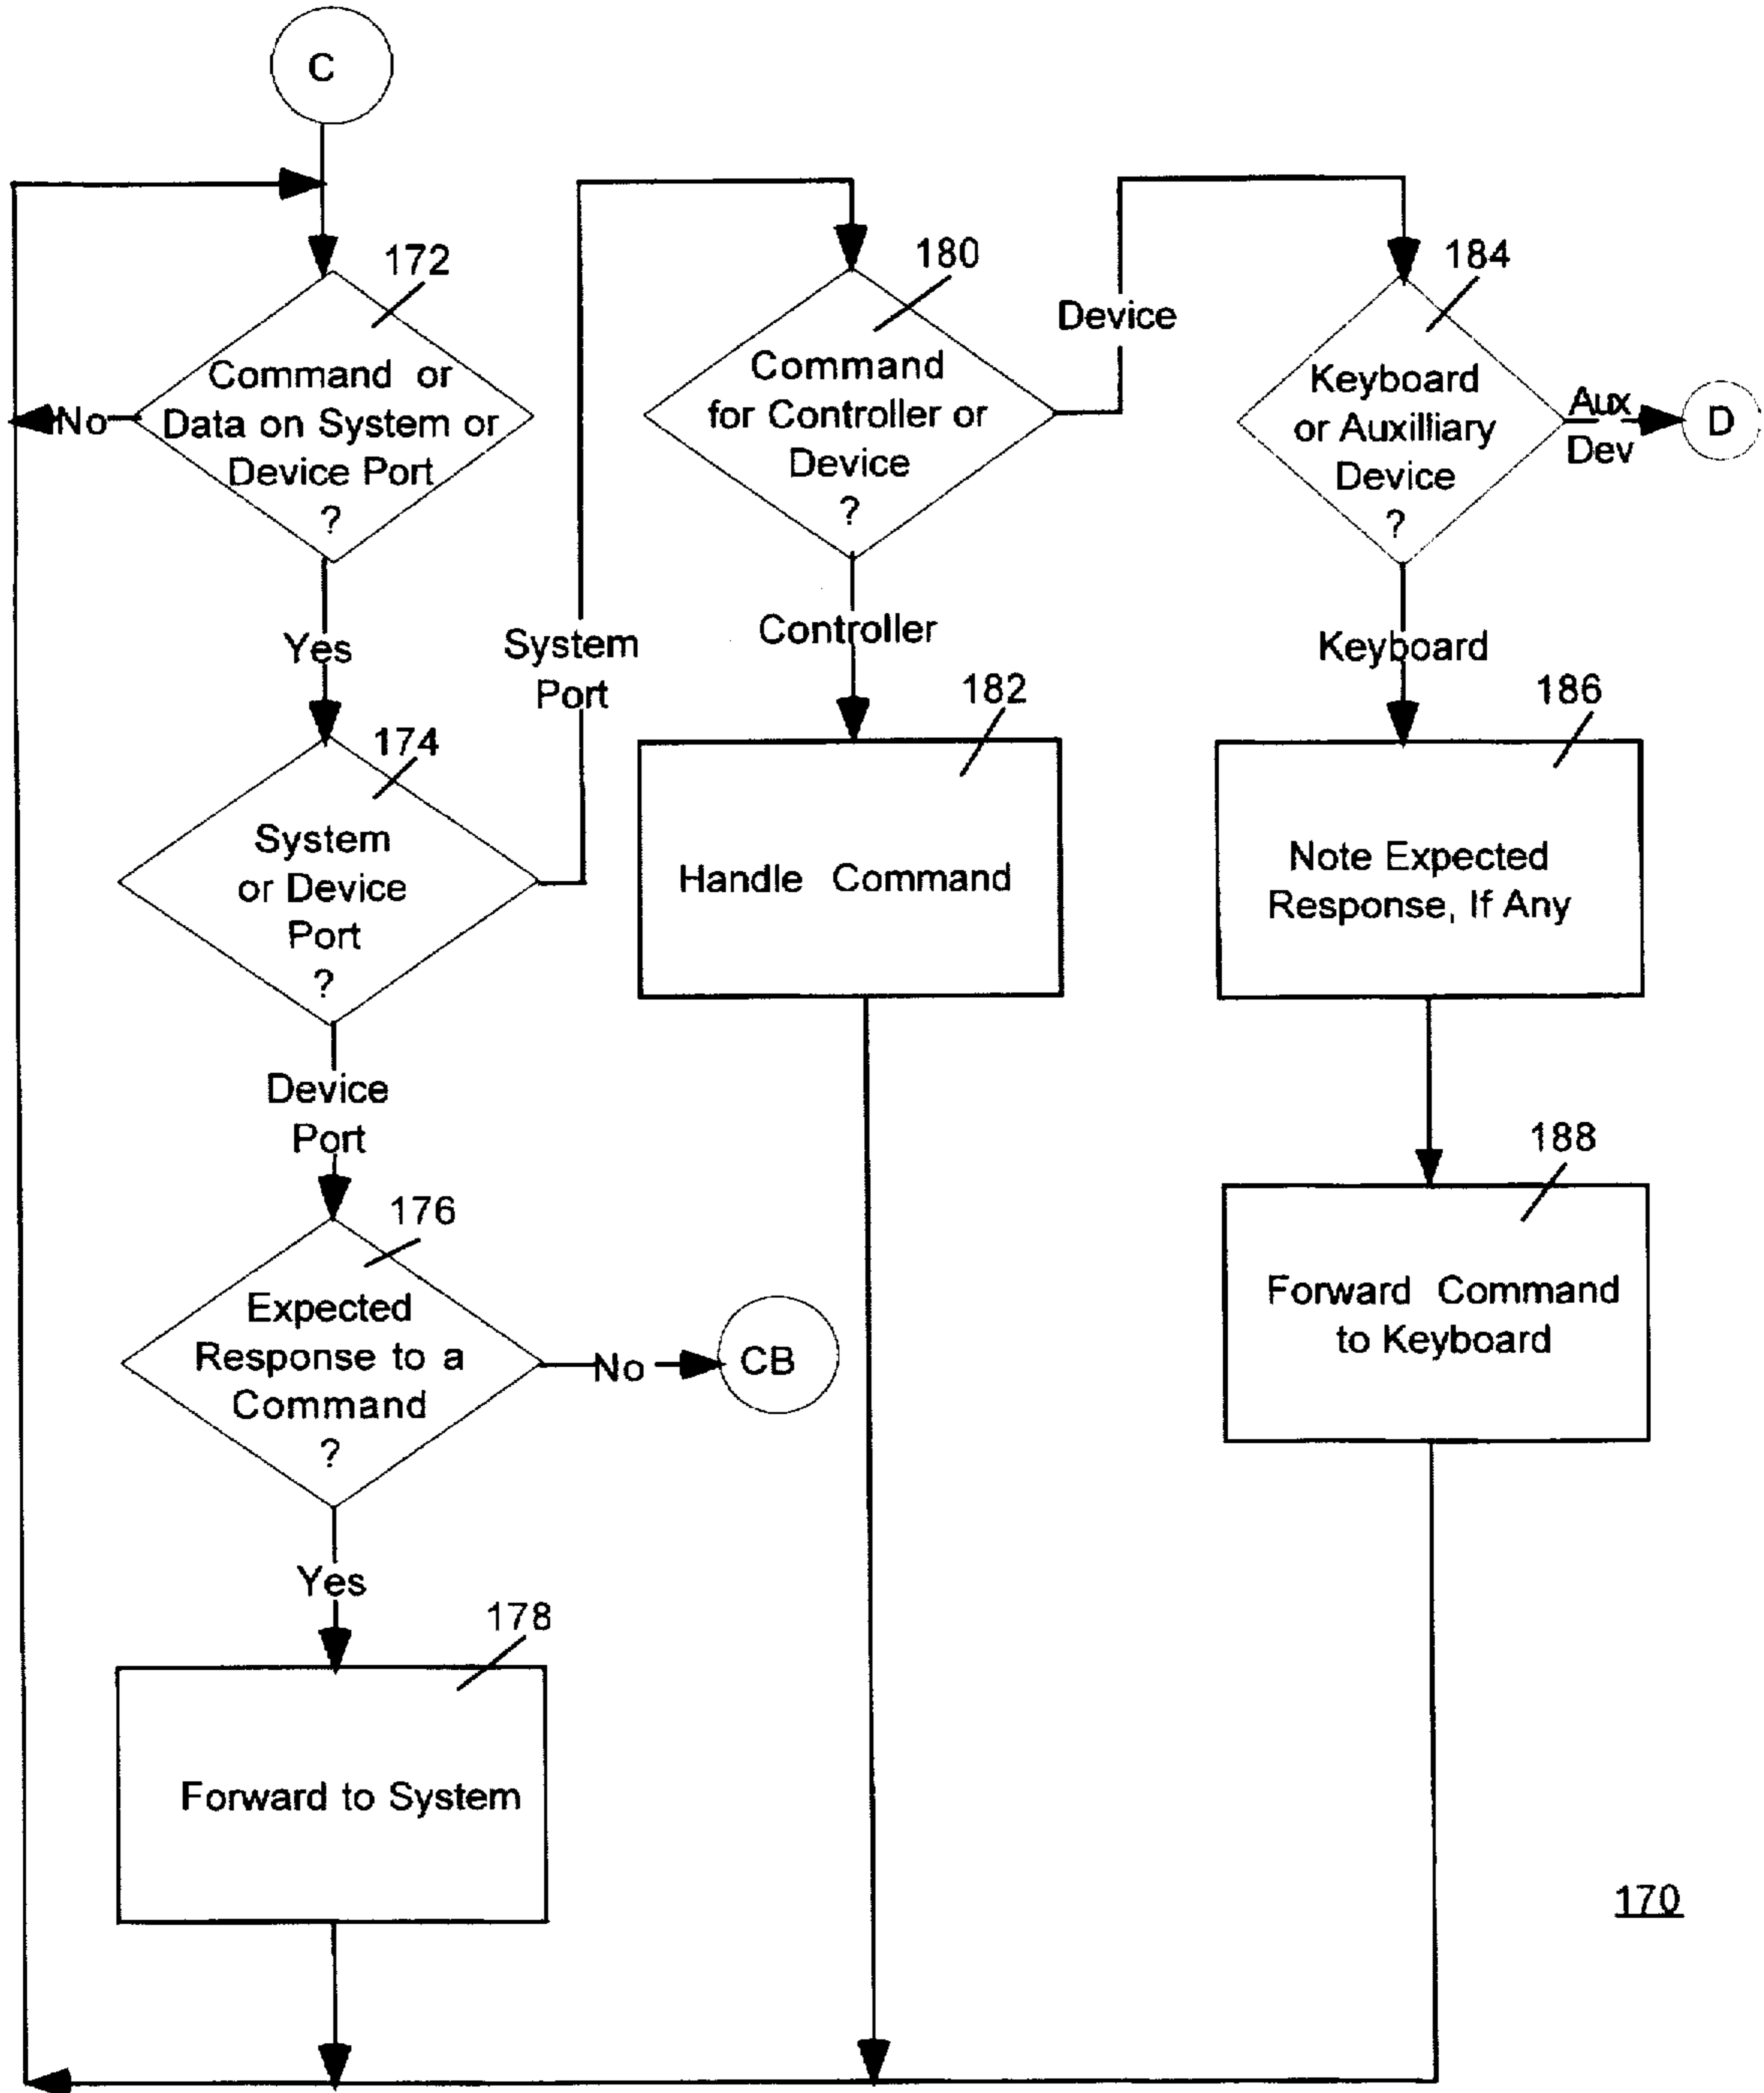 C
172
Command or
Data on System or
Device Port
?
No
Yes
174
System
or Device
Port
?
System
Port
Device
Port
176
Expected
Response to a
Command
?
No
CB
Yes
178
Forward to System
180
Command
for Controller or
Device
?
Device
Controller
182
Handle Command
184
Keyboard
or Auxilliary
Device
?
Aux
Dev
D
Keyboard
186
Note Expected
Response, If Any
188
Forward Command
to Keyboard
170